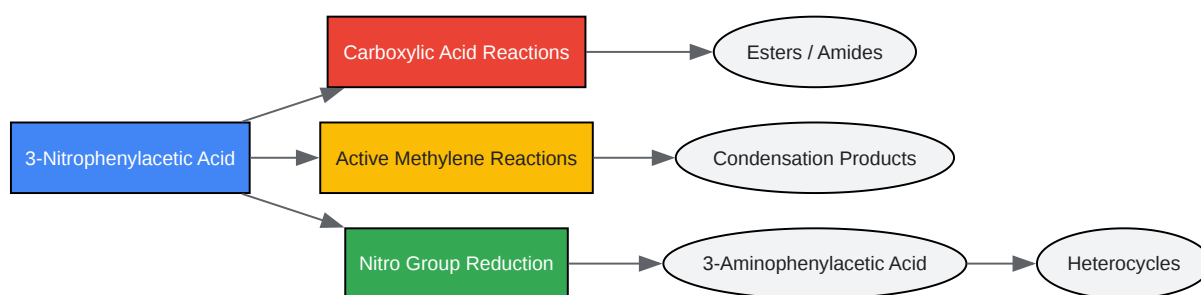 Carboxylic Acid Reactions
Esters / Amides
3-Nitrophenylacetic Acid
Active Methylene Reactions
Condensation Products
Nitro Group Reduction
3-Aminophenylacetic Acid
Heterocycles